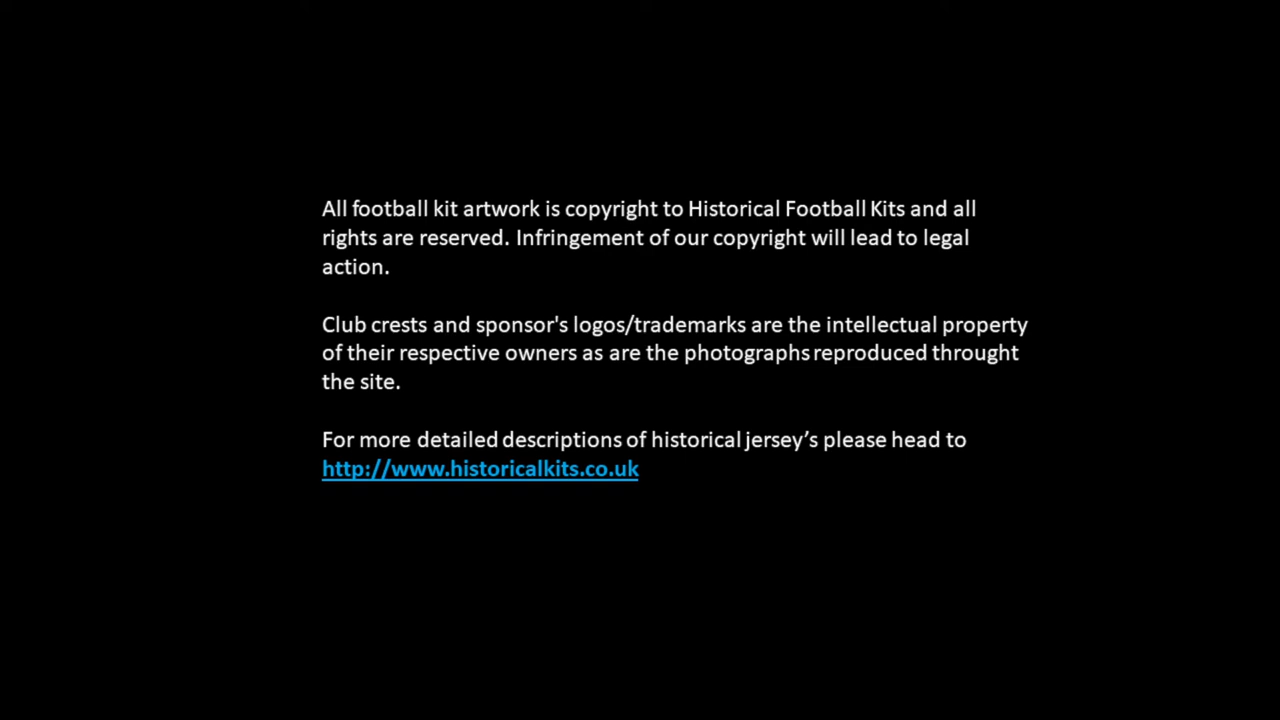 All football kit artwork is copyright to Historical Football Kits and all
rights are reserved. Infringement of our copyright will lead to legal
action.
Club crests and sponsor's logos/trademarks are the intellectual property
of their respective owners as are the photographs reproduced throught
the site.
For more detailed descriptions of historical jersey’s please head to
http://www.historicalkits.co.uk